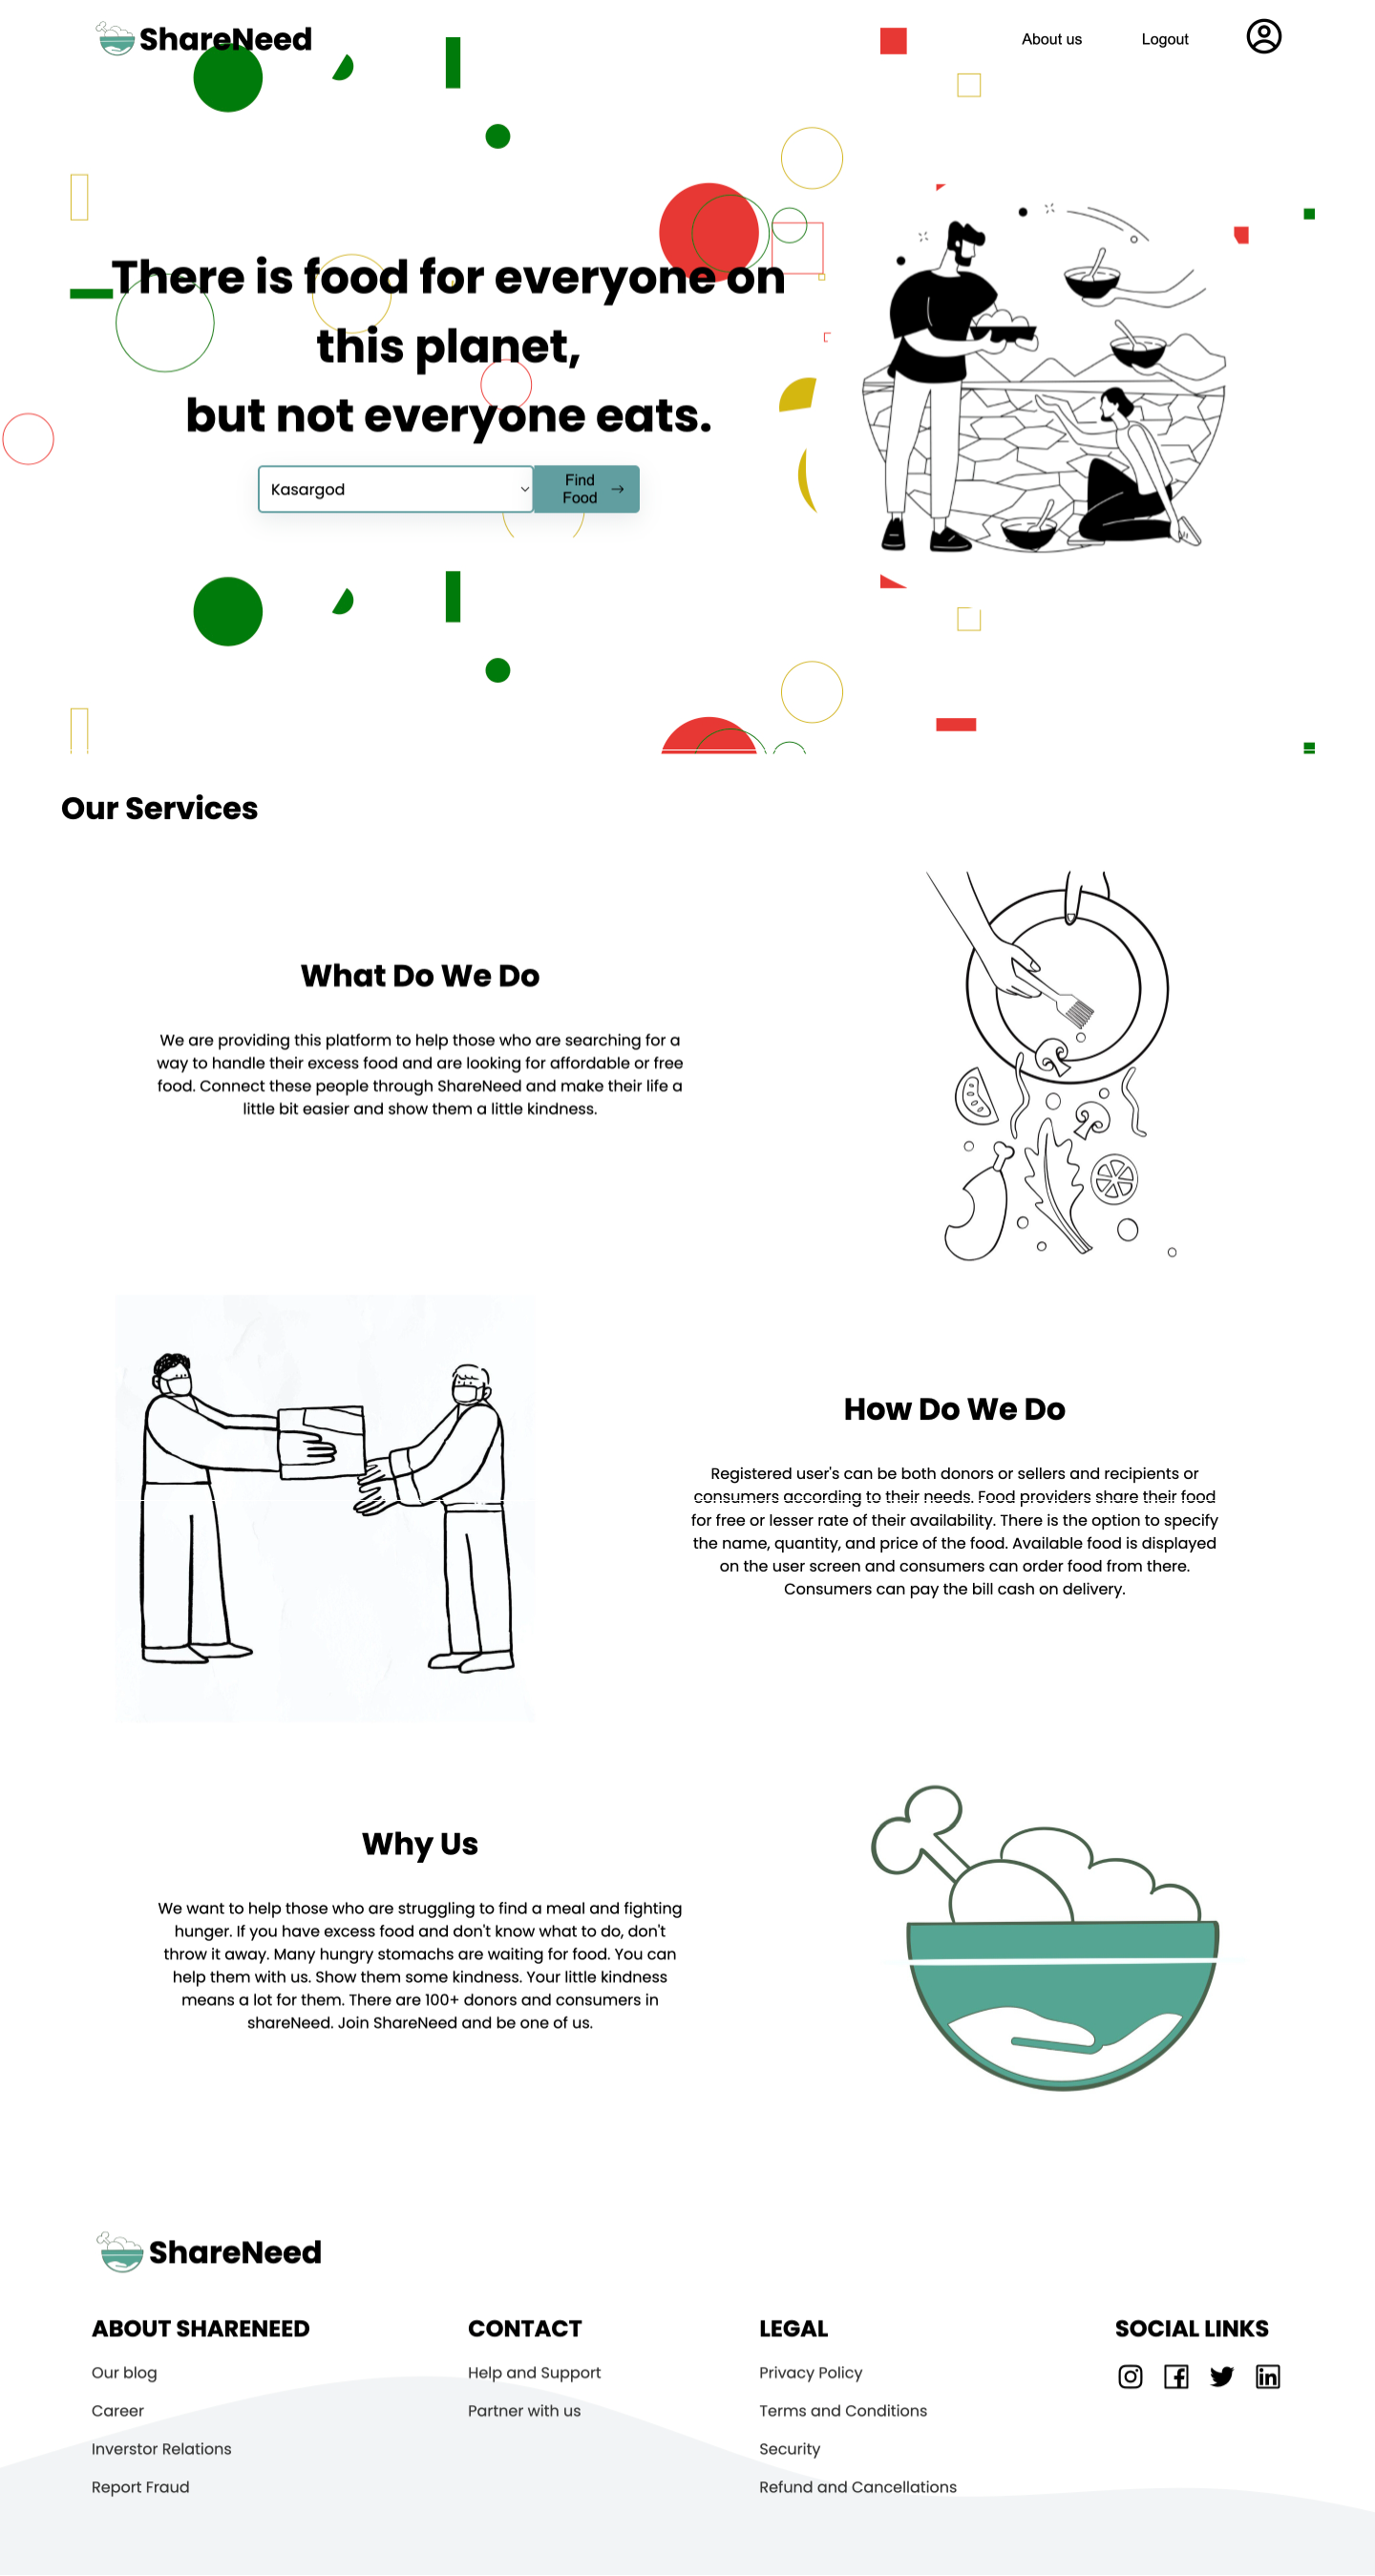 ShareNeed
About us
Logout
There is food for everyone on
this planet,
but not everyone eats.
Kasargod
Find
Food
Our Services
What Do We Do
We are providing this platform to help those who are searching for a
way to handle their excess food and are looking for affordable or free
food. Connect these people through ShareNeed and make their life a
little bit easier and show them a little kindness.
How Do We Do
Registered user's can be both donors or sellers and recipients or
consumers according to their needs. Food providers share their food
for free or lesser rate of their availability. There is the option to specify
the name, quantity, and price of the food. Available food is displayed
on the user screen and consumers can order food from there.
Consumers can pay the bill cash on delivery.
Why Us
We want to help those who are struggling to find a meal and fighting
hunger. If you have excess food and don't know what to do, don't
throw it away. Many hungry stomachs are waiting for food. You can
help them with us. Show them some kindness. Your little kindness
means a lot for them. There are 100+ donors and consumers in
shareNeed. Join ShareNeed and be one of us.
ShareNeed
ABOUT SHARENEED
Our blog
Career
Inverstor Relations
Report Fraud
CONTACT
Help and Support
Partner with us
LEGAL
Privacy Policy
Terms and Conditions
Security
Refund and Cancellations
SOCIAL LINKS